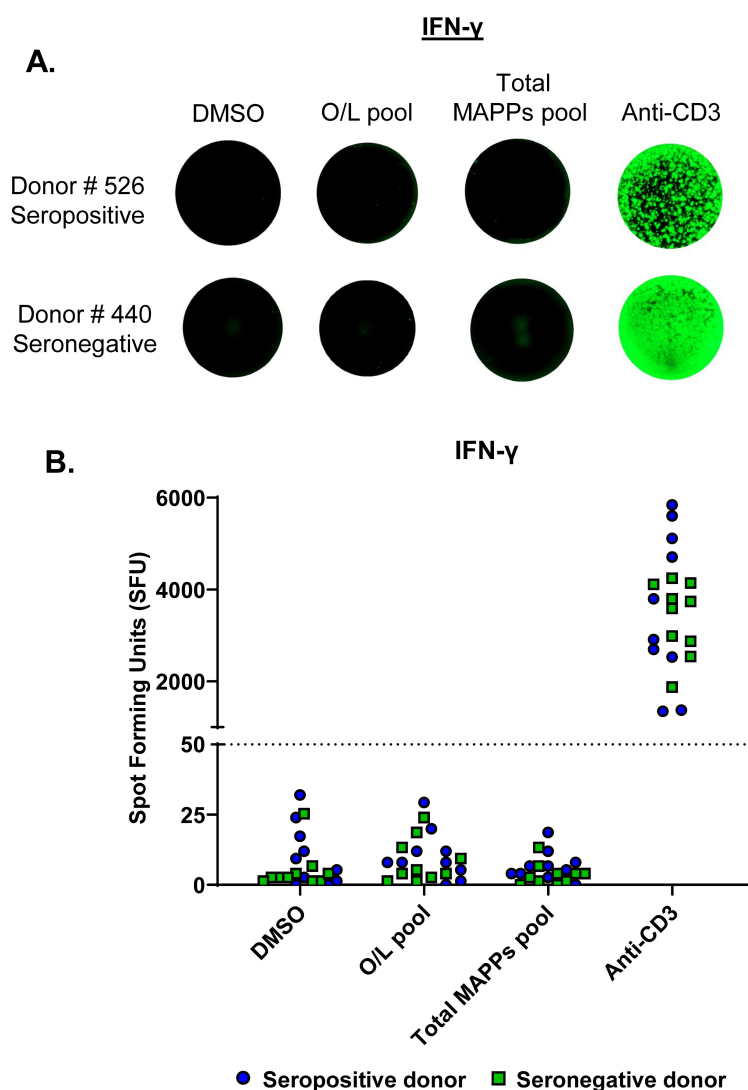 IFN-γ
A.
DMSO
O/L pool
Total
MAPPs pool
Anti-CD3
Donor # 526
Seropositive
Donor # 440
Seronegative
B.
IFN-γ
Spot Forming Units (SFU)
6000
4000
2000
50
25
0
DMSO
O/L pool
Total MAPPs pool
Anti-CD3
Seropositive donor
Seronegative donor